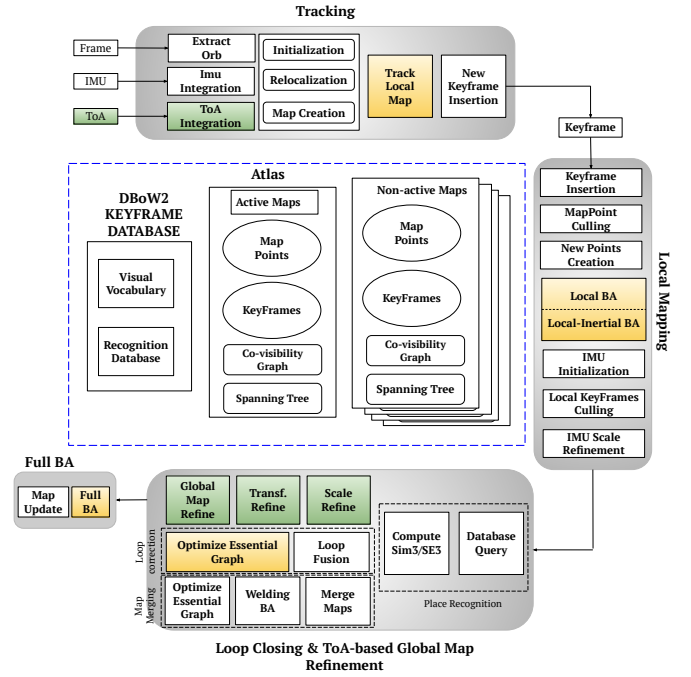 Tracking
Frame
IMU
ToA
Extract
Orb
Imu
Integration
ToA
Integration
Initialization
Relocalization
Map Creation
Track
Local
Map
New
Keyframe
Insertion
Keyframe
Atlas
DBoW2
KEYFRAME
DATABASE
Visual
Vocabulary
Recognition
Database
Active Maps
Map
Points
KeyFrames
Co-visibility
Graph
Spanning Tree
Non-active Maps
Map
Points
KeyFrames
Co-visibility
Graph
Spanning Tree
Keyframe
Insertion
MapPoint
Culling
New Points
Creation
Local BA
Local-Inertial BA
IMU
Initialization
Local KeyFrames
Culling
IMU Scale
Refinement
Local Mapping
Full BA
Map
Update
Full
BA
Global
Map
Refine
Transf.
Refine
Scale
Refine
Loop
correction
Optimize Essential
Graph
Loop
Fusion
Map
Merging
Optimize
Essential
Graph
Welding
BA
Merge
Maps
Compute
Sim3/SE3
Database
Query
Place Recognition
Loop Closing & ToA-based Global Map
Refinement